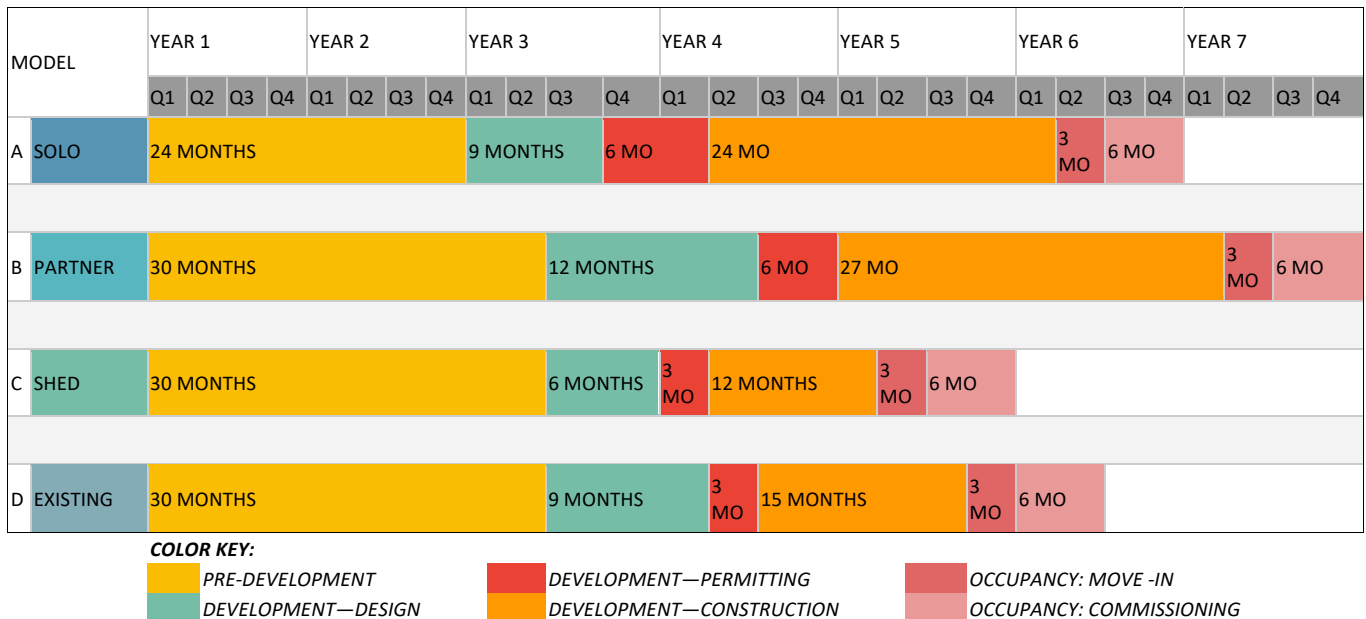 MODEL
YEAR 1 YEAR 2 YEAR 3 YEAR 4 YEAR 5 YEAR 6 YEAR 7
Q1 Q2 Q3 Q4 Q1 Q2 Q3 Q4 Q1 Q2 Q3 Q4 Q1 Q2 Q3 Q4 Q1 Q2 Q3 Q4 Q1 Q2 Q3 Q4 Q1 Q2 Q3 Q4
A SOLO 24 MONTHS 9 MONTHS 6 MO 24 MO 3 MO 6 MO
B PARTNER 30 MONTHS 12 MONTHS 6 MO 27 MO 3 MO 6 MO
C SHED 30 MONTHS 6 MONTHS 3 MO 12 MONTHS 3 MO 6 MO
D EXISTING 30 MONTHS 9 MONTHS 3 MO 15 MONTHS 3 MO 6 MO
COLOR KEY:
PRE-DEVELOPMENT DEVELOPMENT—PERMITTING OCCUPANCY: MOVE -IN
DEVELOPMENT—DESIGN DEVELOPMENT—CONSTRUCTION OCCUPANCY: COMMISSIONING